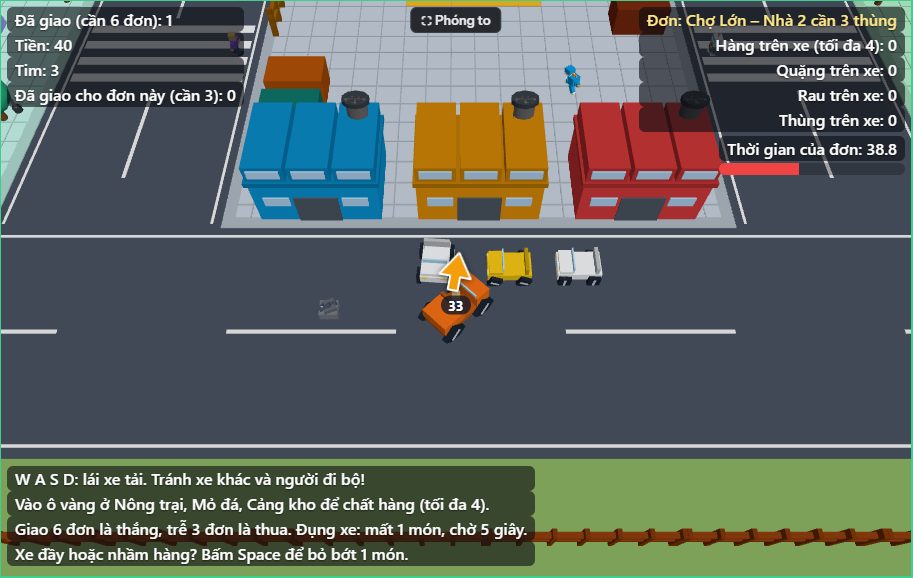 Đã giao (cần 6 đơn): 1
Tiền: 40
Tim: 3
Đã giao cho đơn này (cần 3): 0
Phóng to
Đơn: Chợ Lớn – Nhà 2 cần 3 thùng
Hàng trên xe (tối đa 4): 0
Quặng trên xe: 0
Rau trên xe: 0
Thùng trên xe: 0
Thời gian của đơn: 38.8
33
W A S D: lái xe tải. Tránh xe khác và người đi bộ!
Vào ô vàng ở Nông trại, Mỏ đá, Cảng kho để chất hàng (tối đa 4).
Giao 6 đơn là thắng, trễ 3 đơn là thua. Đụng xe: mất 1 món, chờ 5 giây.
Xe đầy hoặc nhầm hàng? Bấm Space để bỏ bớt 1 món.